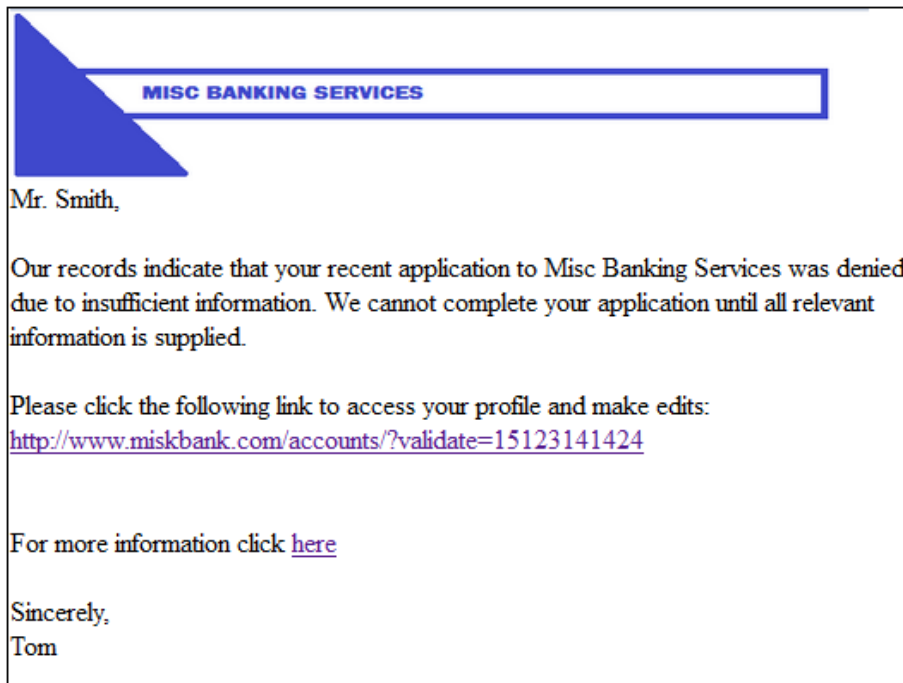 MISC BANKING SERVICES
Mr. Smith,
Our records indicate that your recent application to Misc Banking Services was denied
due to insufficient information. We cannot complete your application until all relevant
information is supplied.
Please click the following link to access your profile and make edits:
http://www.miskbank.com/accounts/?validate=15123141424
For more information click here
Sincerely,
Tom